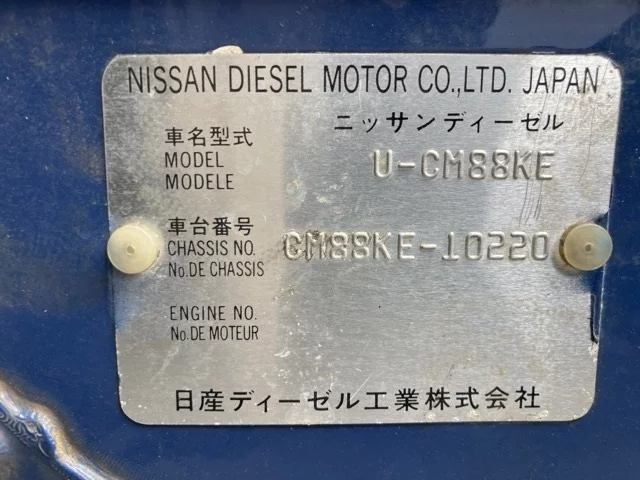 NISSAN DIESEL MOTOR CO.,LTD. JAPAN
ニッサンディーゼル
車名型式
MODEL
MODELE
U-CM88KE
車台番号
CHASSIS NO.
No.DE CHASSIS
CM88KE-10220
ENGINE NO.
No.DE MOTEUR
日産ディーゼル工業株式会社